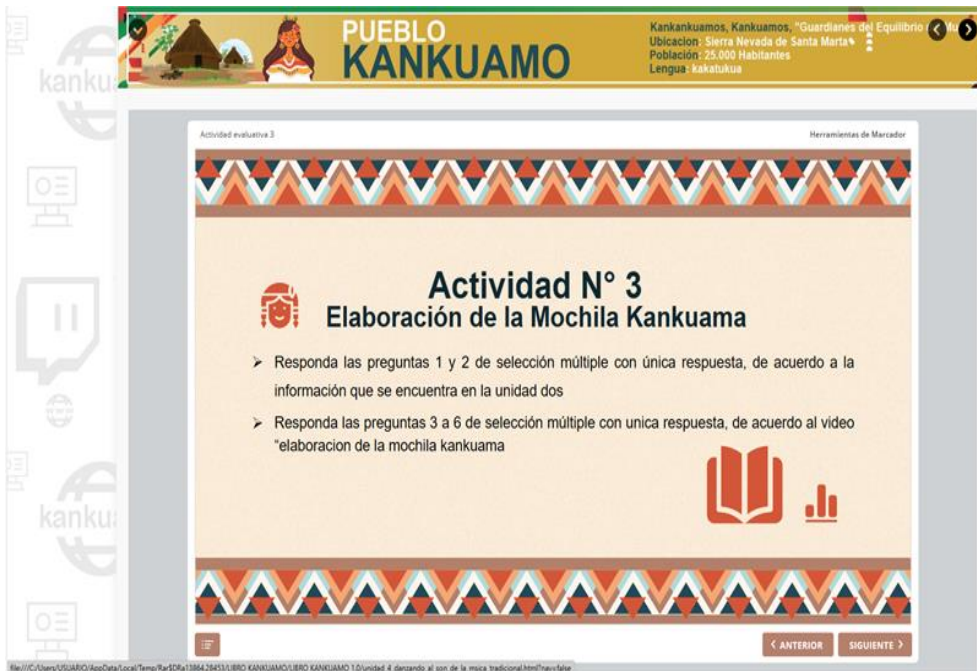 PUEBLO
KANKUAMO
Kankankuamos, Kankuamos, "Guardianes del Equilibrio
Ubicacion: Sierra Nevada de Santa Marta
Población: 25.000 Habitantes
Lengua: kakatukua
kanku
Actividad evaluativa 3
Herramientas de Marcador
Actividad N° 3
Elaboración de la Mochila Kankuama
➢ Responda las preguntas 1 y 2 de selección múltiple con única respuesta, de acuerdo a la
información que se encuentra en la unidad dos
➢ Responda las preguntas 3 a 6 de selección múltiple con unica respuesta, de acuerdo al video
“elaboracion de la mochila kankuama
kanku
ANTERIOR
SIGUIENTE